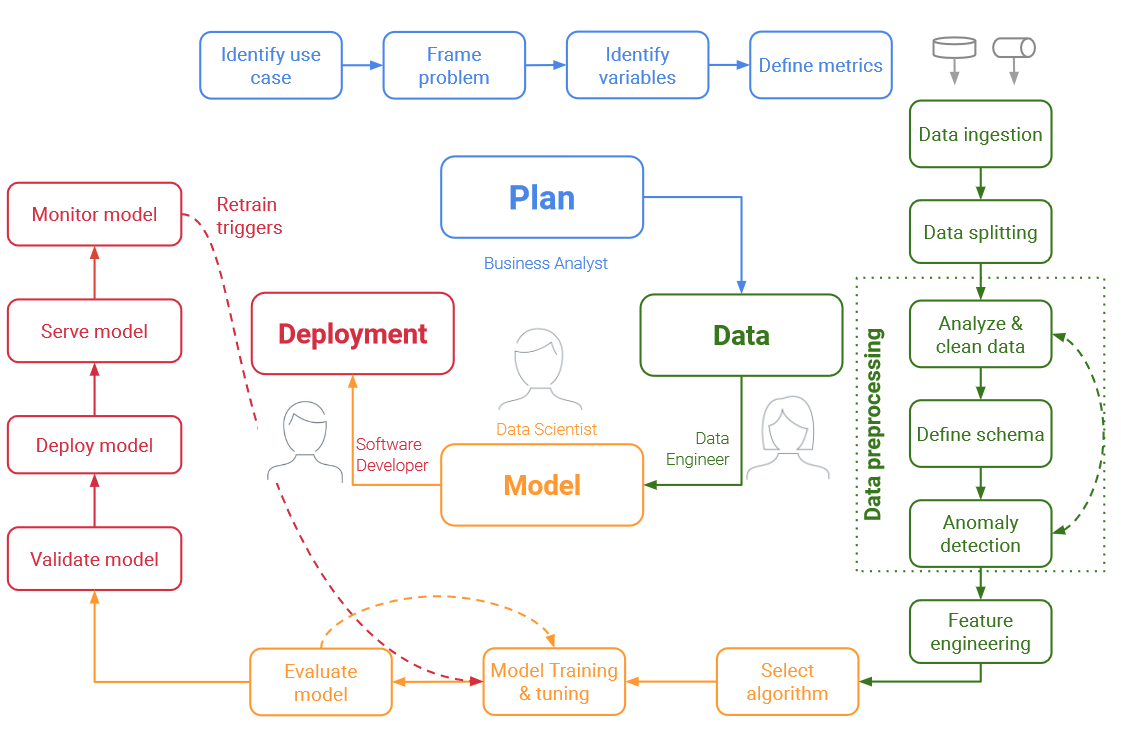 Identify use
case
Frame
problem
Identify
variables
Define metrics
Data ingestion
Data splitting
Data preprocessing
Analyze &
clean data
Define schema
Anomaly
detection
Feature
engineering
Plan
Business Analyst
Data
Data
Engineer
Data Scientist
Model
Deployment
Software
Developer
Monitor model
Retrain
triggers
Serve model
Deploy model
Validate model
Evaluate
model
Model Training
& tuning
Select
algorithm